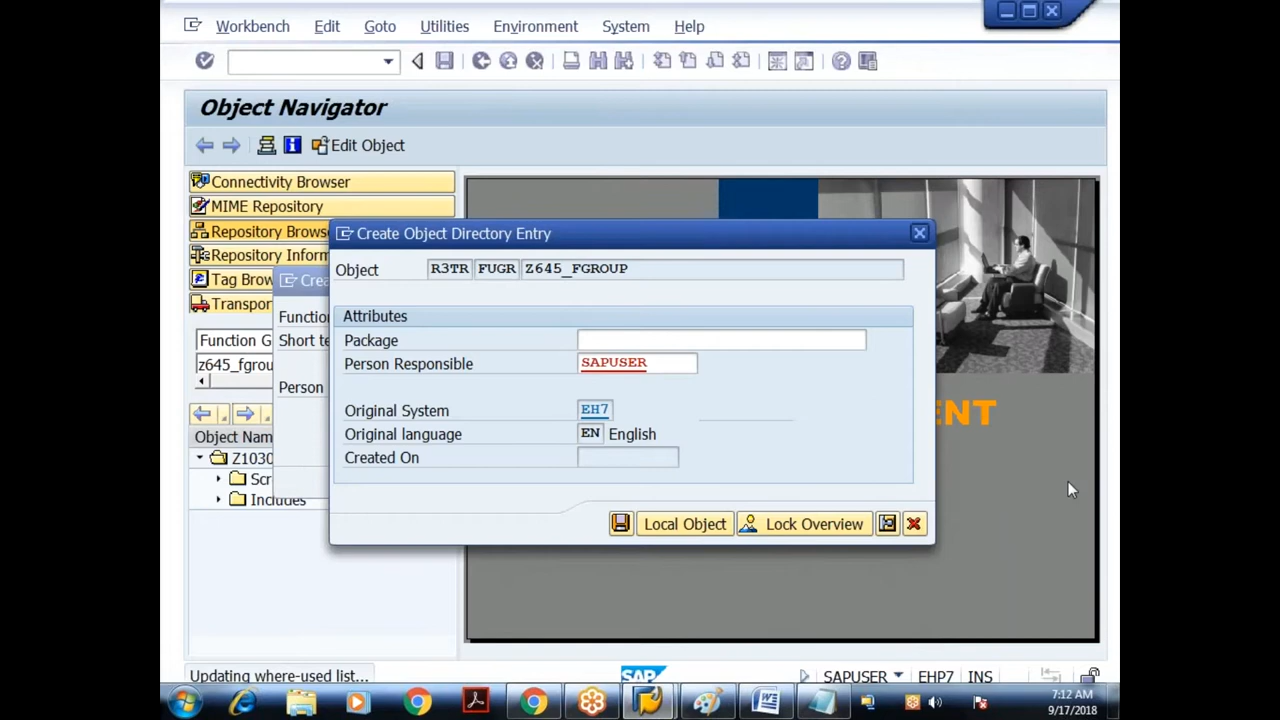 Workbench Edit Goto Utilities Environment System Help
Object Navigator
Edit Object
Connectivity Browser
MIME Repository
Repository Browse
Repository Inform
Tag Brow
Transpor
Function G
z645_fgrou
Object Nam
Z1030
Scr
Includes
Crea
Function
Short te
Person
Create Object Directory Entry
Object R3TR FUGR Z645_FGROUP
Attributes
Package
Person Responsible SAPUSER
Original System EH7
Original language EN English
Created On
Local Object Lock Overview
ENT
Updating where-used list...
SAP
SAPUSER EHP7 INS
7:12 AM
9/17/2018